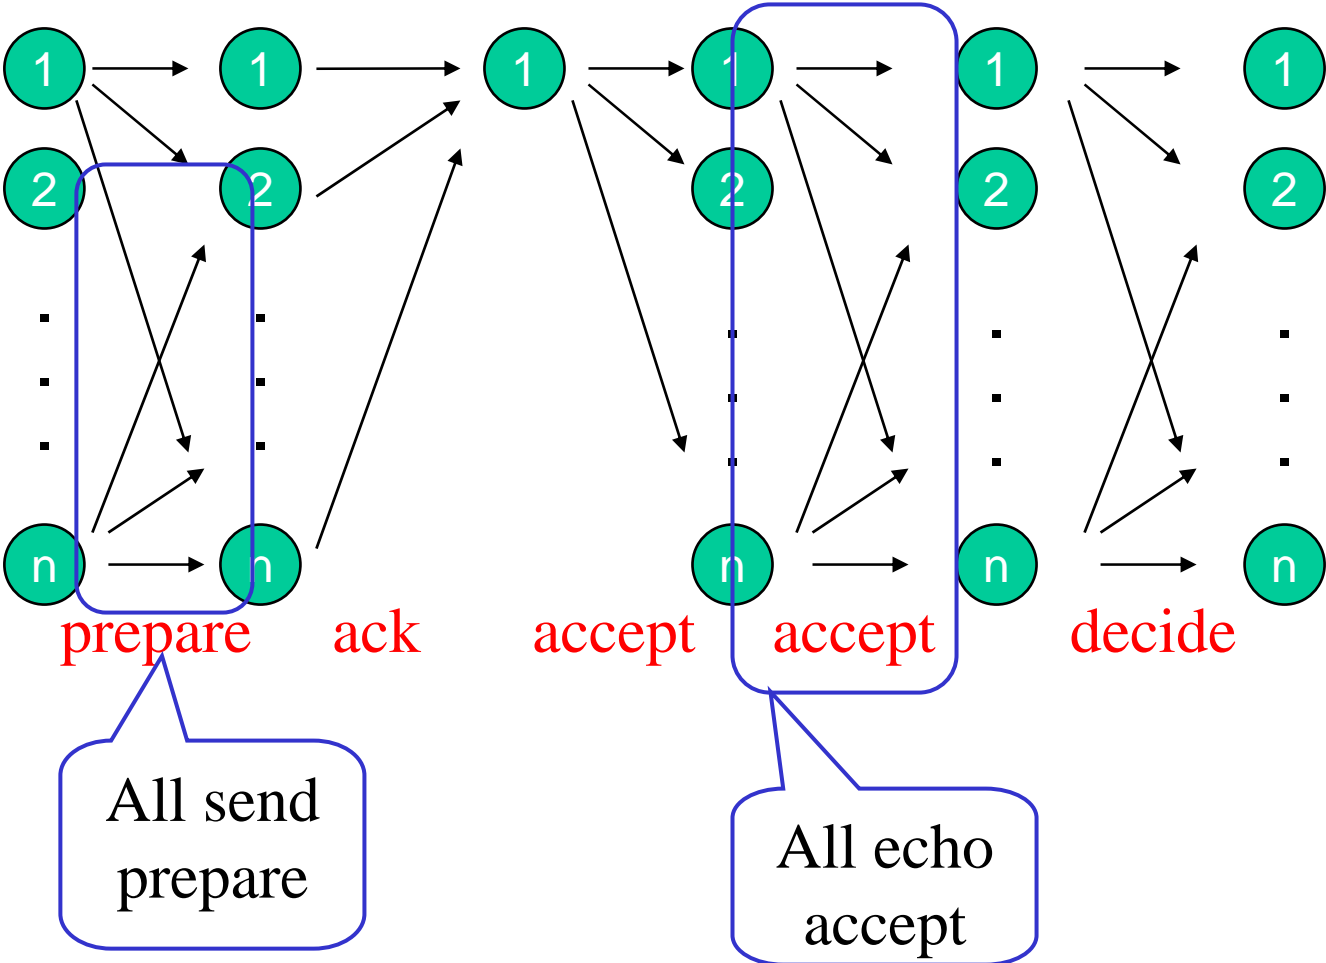 1 1 1 1 1 1
2 2 2 2 2
n n n n n
prepare ack accept accept decide
All send
prepare
All echo
accept